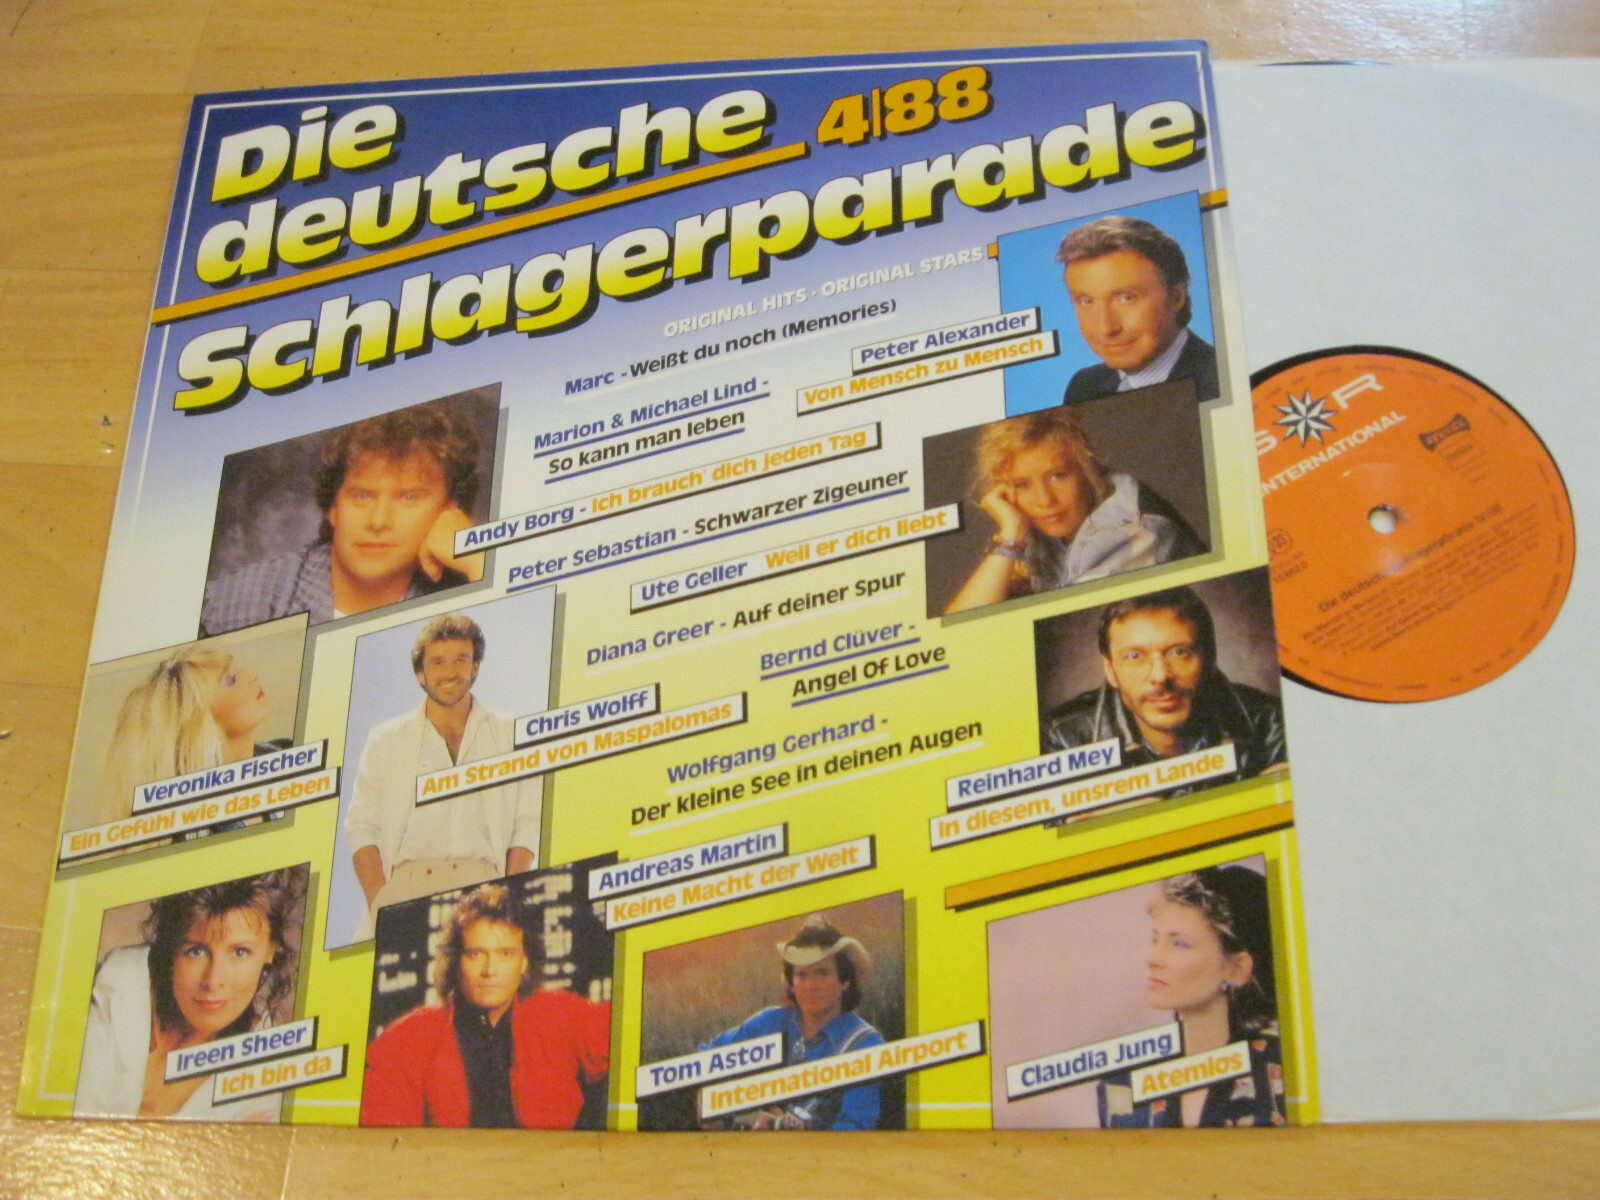 Die
deutsche
4/88
Schlagerparade
ORIGINAL HITS · ORIGINAL STARS
Marc - Weißt du noch (Memories)
Peter Alexander
Von Mensch zu Mensch
Marion & Michael Lind -
So kann man leben
Andy Borg - Ich brauch' dich jeden Tag
Peter Sebastian - Schwarzer Zigeuner
Ute Geller Weil er dich liebt
Diana Greer - Auf deiner Spur
Bernd Clüver -
Angel Of Love
Chris Wolff
Am Strand von Maspalomas
Wolfgang Gerhard -
Der kleine See in deinen Augen
Veronika Fischer
Ein Gefühl wie das Leben
Reinhard Mey
In diesem, unsrem Lande
Andreas Martin
Keine Macht der Welt
Ireen Sheer
Ich bin da
Tom Astor
International Airport
Claudia Jung
Atemlos
S R
INTERNATIONAL
Die deutsche Schlagerparade